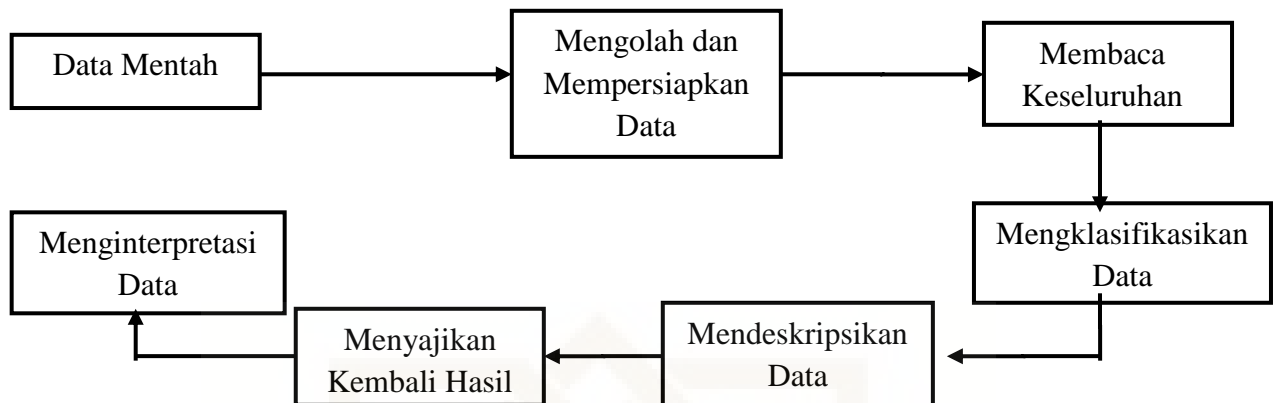 Data Mentah
Mengolah dan
Mempersiapkan
Data
Membaca
Keseluruhan
Mengklasifikasikan
Data
Mendeskripsikan
Data
Menyajikan
Kembali Hasil
Menginterpretasi
Data